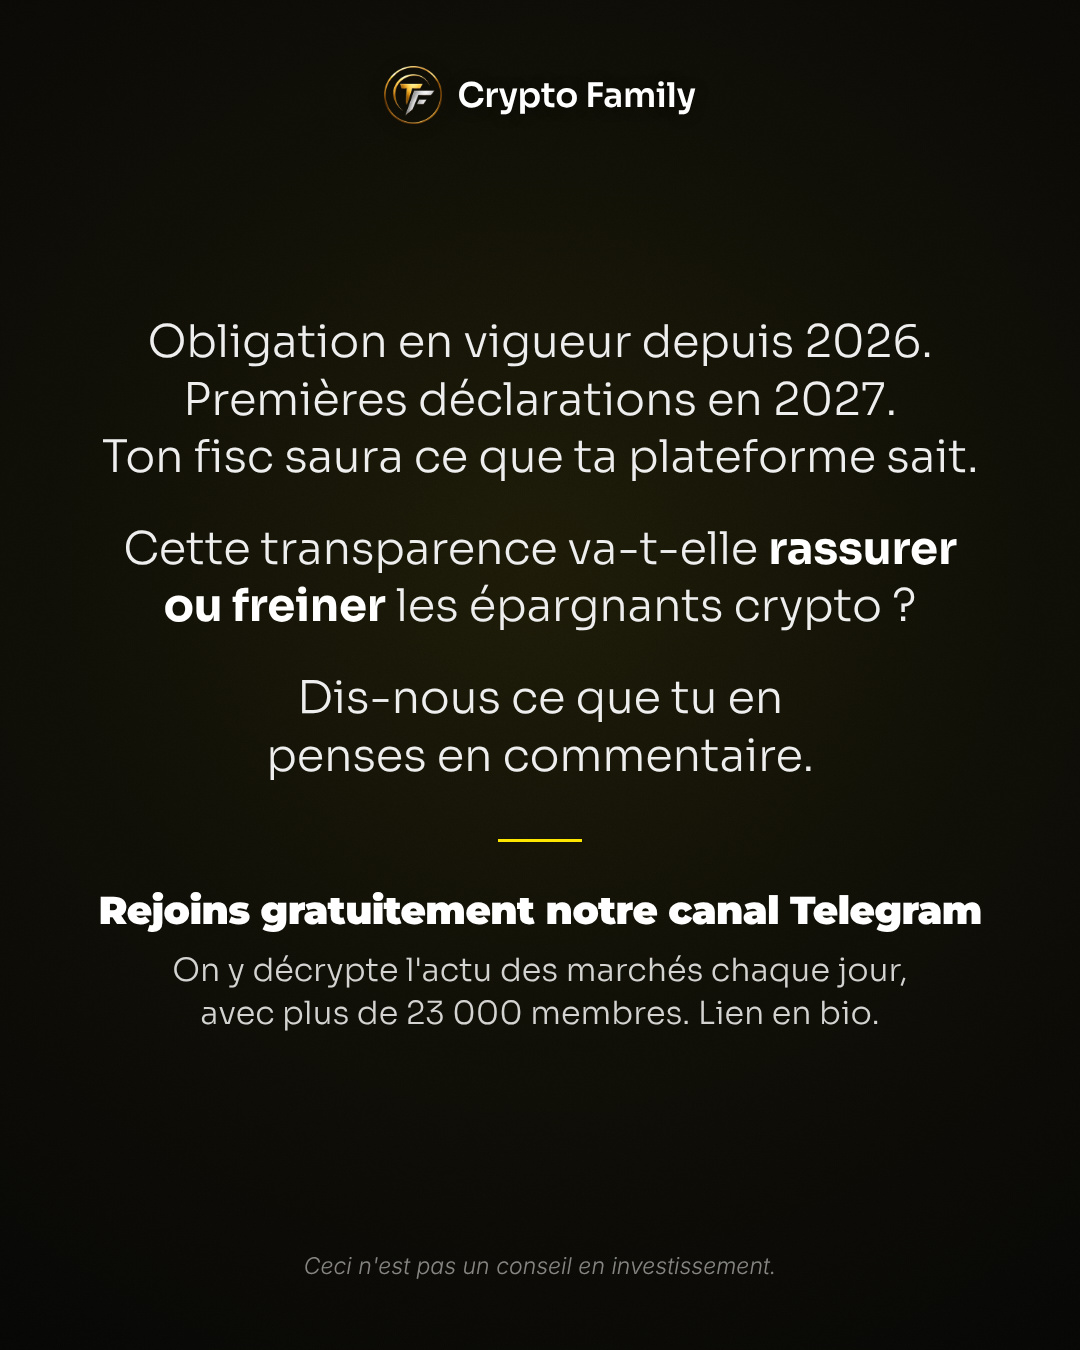 TF Crypto Family
Obligation en vigueur depuis 2026.
Premières déclarations en 2027.
Ton fisc saura ce que ta plateforme sait.
Cette transparence va-t-elle rassurer
ou freiner les épargnants crypto ?
Dis-nous ce que tu en
penses en commentaire.
Rejoins gratuitement notre canal Telegram
On y décrypte l'actu des marchés chaque jour,
avec plus de 23 000 membres. Lien en bio.
Ceci n'est pas un conseil en investissement.